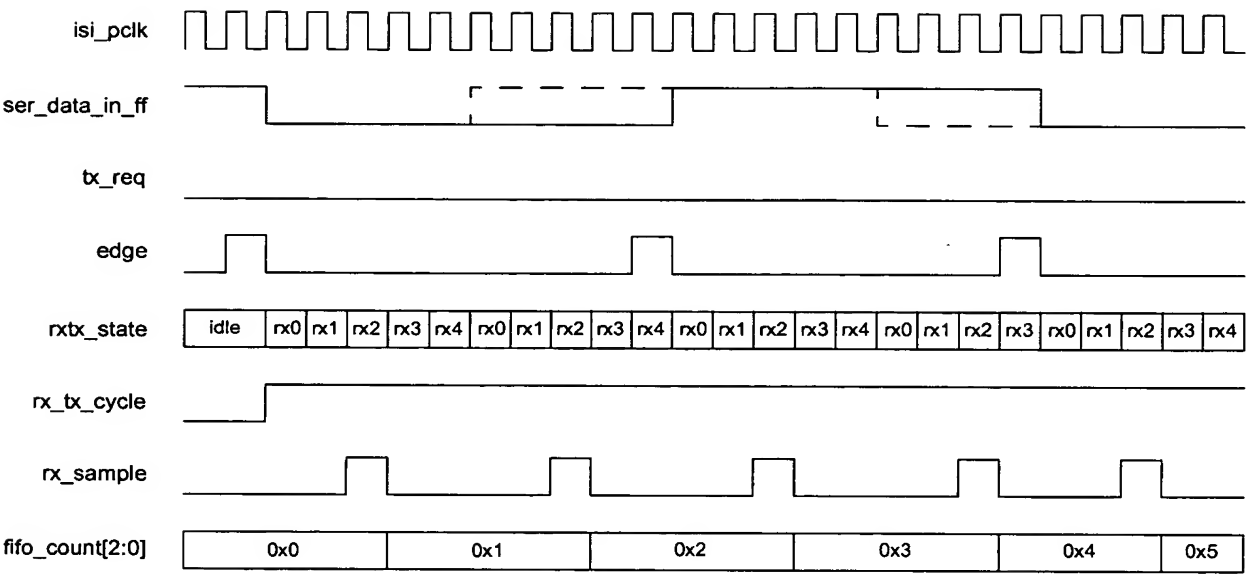 isi_pclk
ser_data_in_ff
tx_req
edge
rxtx_state idle rx0 rx1 rx2 rx3 rx4 rx0 rx1 rx2 rx3 rx4 rx0 rx1 rx2 rx3 rx4 rx0 rx1 rx2 rx3 rx0 rx1 rx2 rx3 rx4
rx_tx_cycle
rx_sample
fifo_count[2:0] 0x0 0x1 0x2 0x3 0x4 0x5